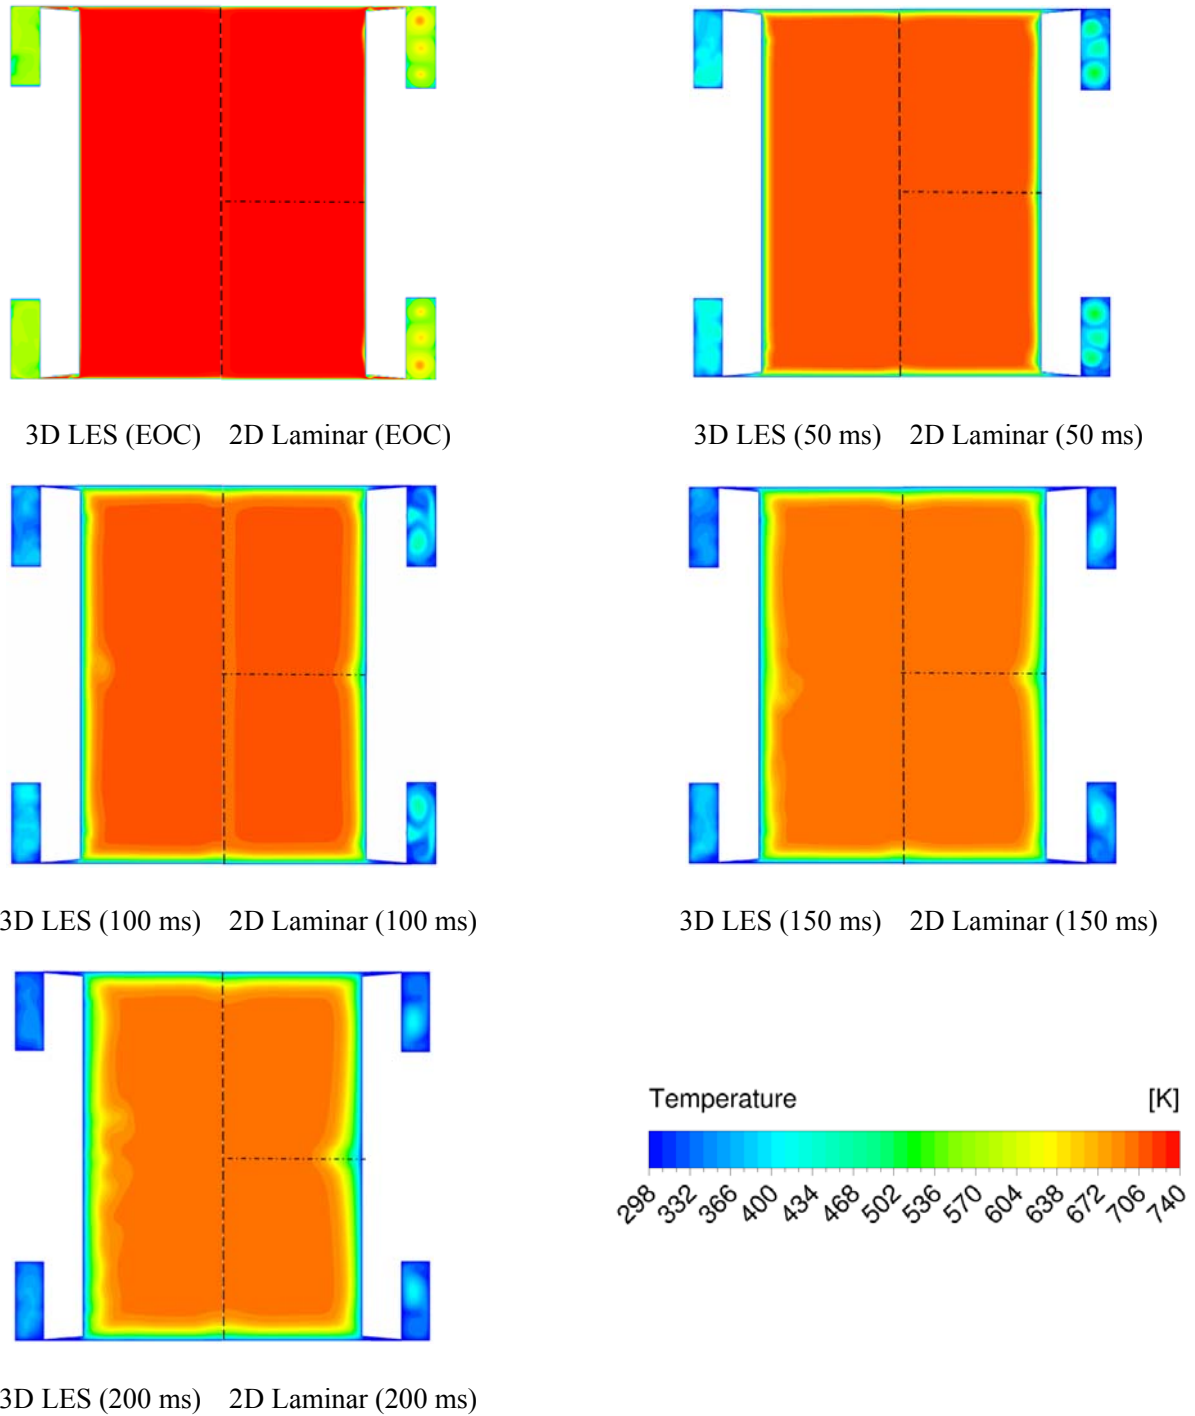 3D LES (EOC) 2D Laminar (EOC)
3D LES (50 ms) 2D Laminar (50 ms)
3D LES (100 ms) 2D Laminar (100 ms)
3D LES (150 ms) 2D Laminar (150 ms)
Temperature [K]
298 332 366 400 434 468 502 536 570 604 638 672 706 740
3D LES (200 ms) 2D Laminar (200 ms)